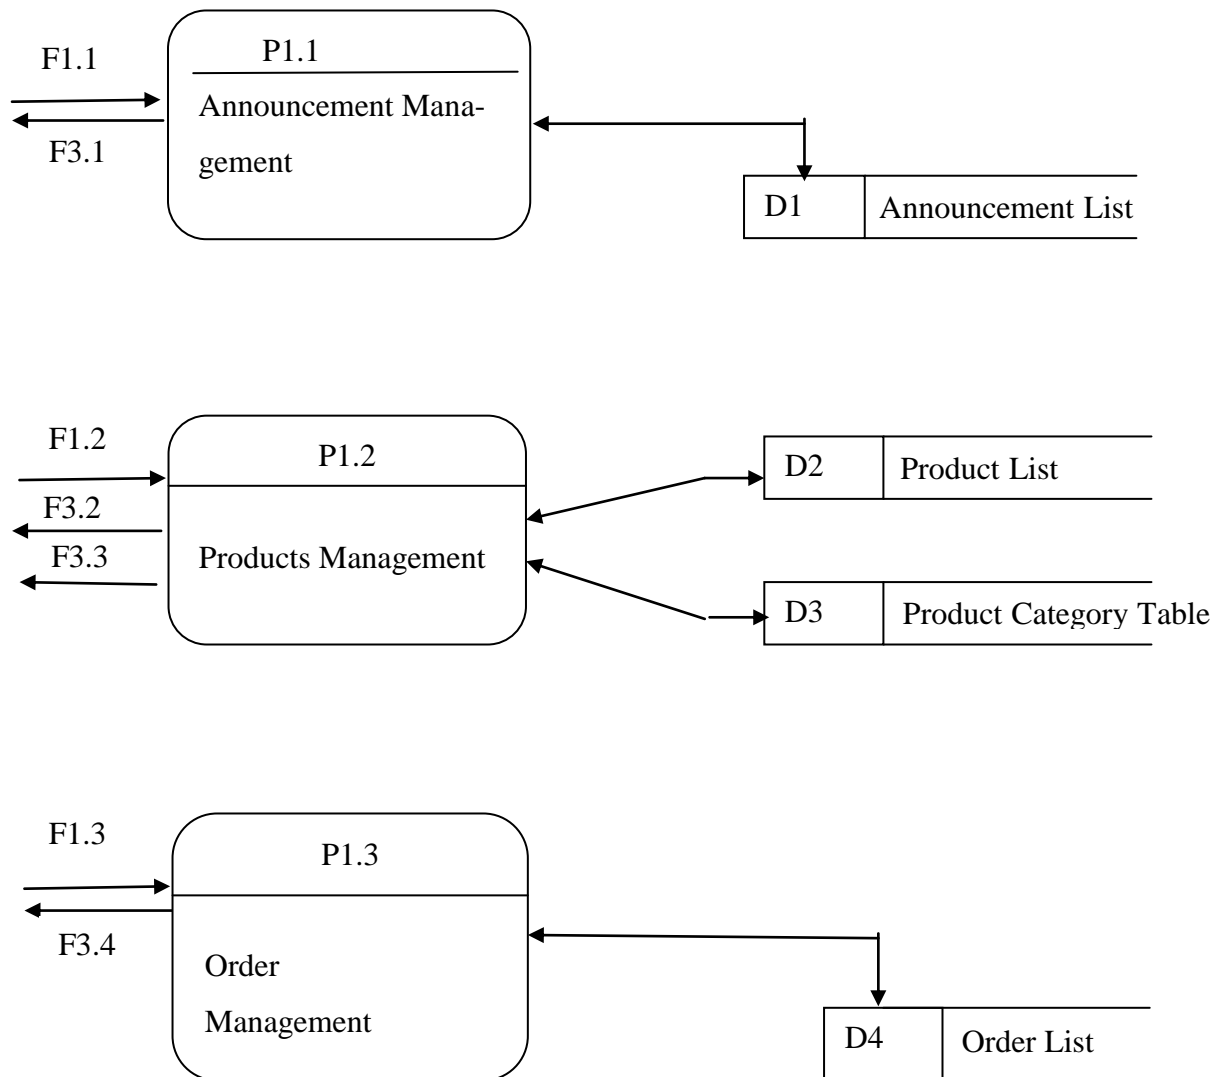 F1.1
P1.1
Announcement Mana-
gement
F3.1
D1
Announcement List
F1.2
P1.2
F3.2
F3.3
Products Management
D2
Product List
D3
Product Category Table
F1.3
P1.3
F3.4
Order
Management
D4
Order List